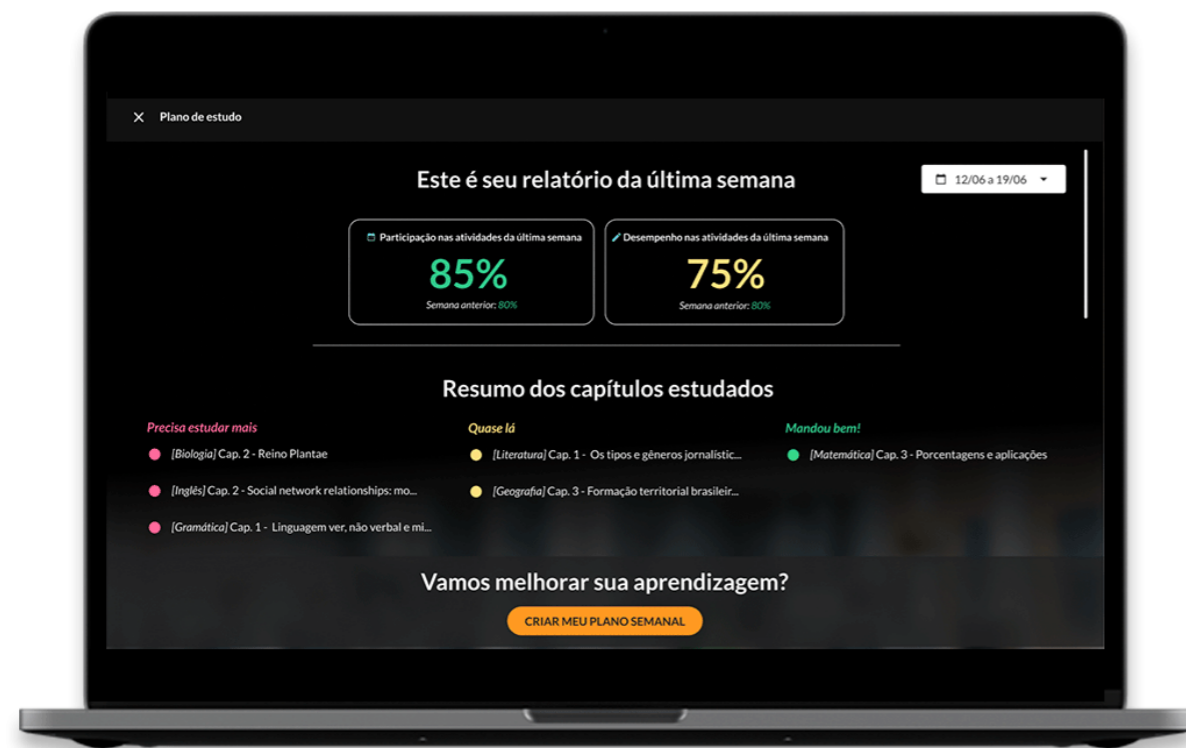 Plano de estudo
Este é seu relatório da última semana
12/06 a 19/06
Participação nas atividades da última semana
85%
Semana anterior: 80%
Desempenho nas atividades da última semana
75%
Semana anterior: 80%
Resumo dos capítulos estudados
Precisa estudar mais
[Biologia] Cap. 2 - Reino Plantae
[Inglês] Cap. 2 - Social network relationships: mo...
[Gramática] Cap. 1 - Linguagem ver, não verbal e mi...
Quase lá
[Literatura] Cap. 1 - Os tipos e gêneros jornalístic...
[Geografia] Cap. 3 - Formação territorial brasileir...
Mandou bem!
[Matemática] Cap. 3 - Porcentagens e aplicações
Vamos melhorar sua aprendizagem?
CRIAR MEU PLANO SEMANAL